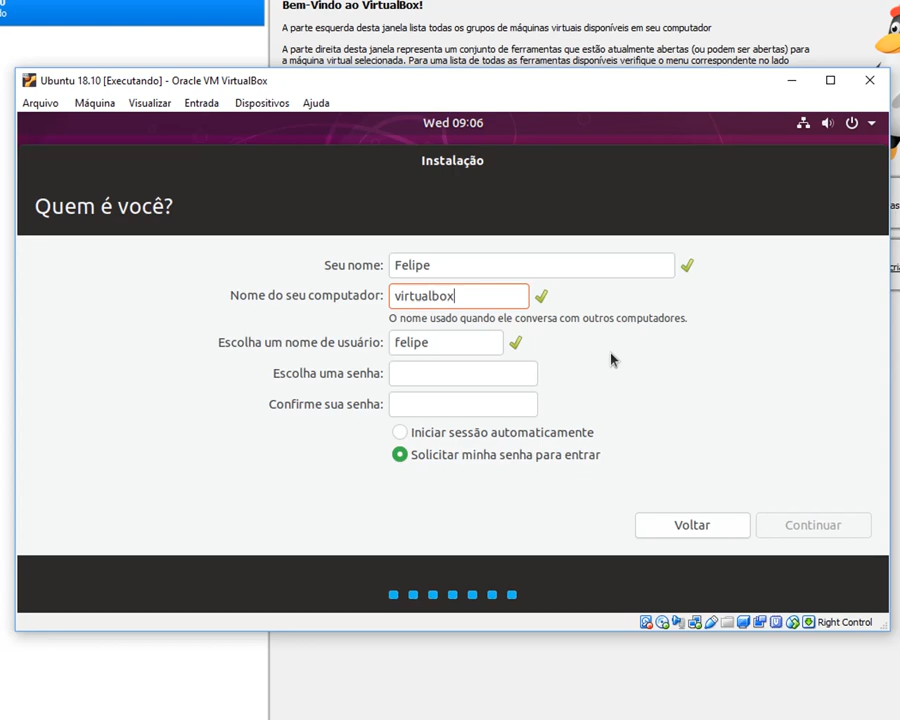 Bem-Vindo ao VirtualBox!
A parte esquerda desta janela lista todas os grupos de máquinas virtuais disponíveis em seu computador
A parte direita desta janela representa um conjunto de ferramentas que estão atualmente abertas (ou podem ser abertas) para
a máquina virtual selecionada. Para uma lista de todas as ferramentas disponíveis verifique o menu correspondente no lado
Ubuntu 18.10 [Executando] - Oracle VM VirtualBox
Arquivo Máquina Visualizar Entrada Dispositivos Ajuda
Wed 09:06
Instalação
Quem é você?
Seu nome: Felipe
Nome do seu computador: virtualbox
O nome usado quando ele conversa com outros computadores.
Escolha um nome de usuário: felipe
Escolha uma senha:
Confirme sua senha:
Iniciar sessão automaticamente
Solicitar minha senha para entrar
Voltar Continuar
Right Control